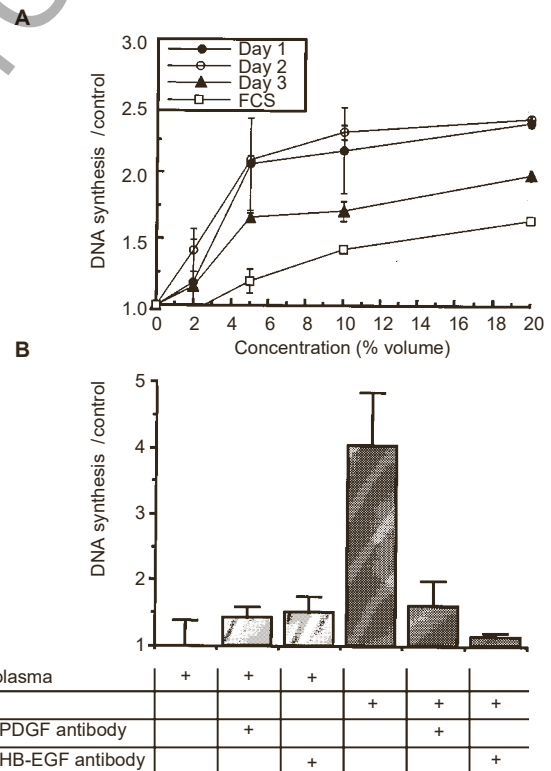 A
3.0
Day 1
Day 2
Day 3
FCS
2.5
2.0
1.5
1.0
DNA synthesis /control
0 2 4 6 8 10 12 14 16 18 20
Concentration (% volume)
B
5
4
3
2
1
DNA synthesis /control
plasma + + +
+ + +
PDGF antibody + +
HB-EGF antibody + +